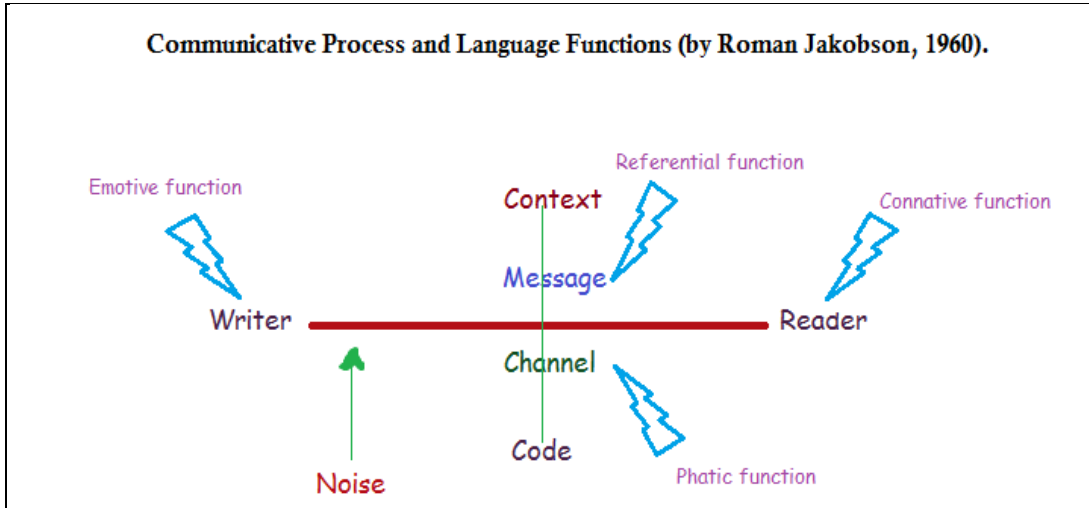 Communicative Process and Language Functions (by Roman Jakobson, 1960).
Referential function
Emotive function
Context
Connative function
Message
Writer
Reader
Channel
Code
Phatic function
Noise